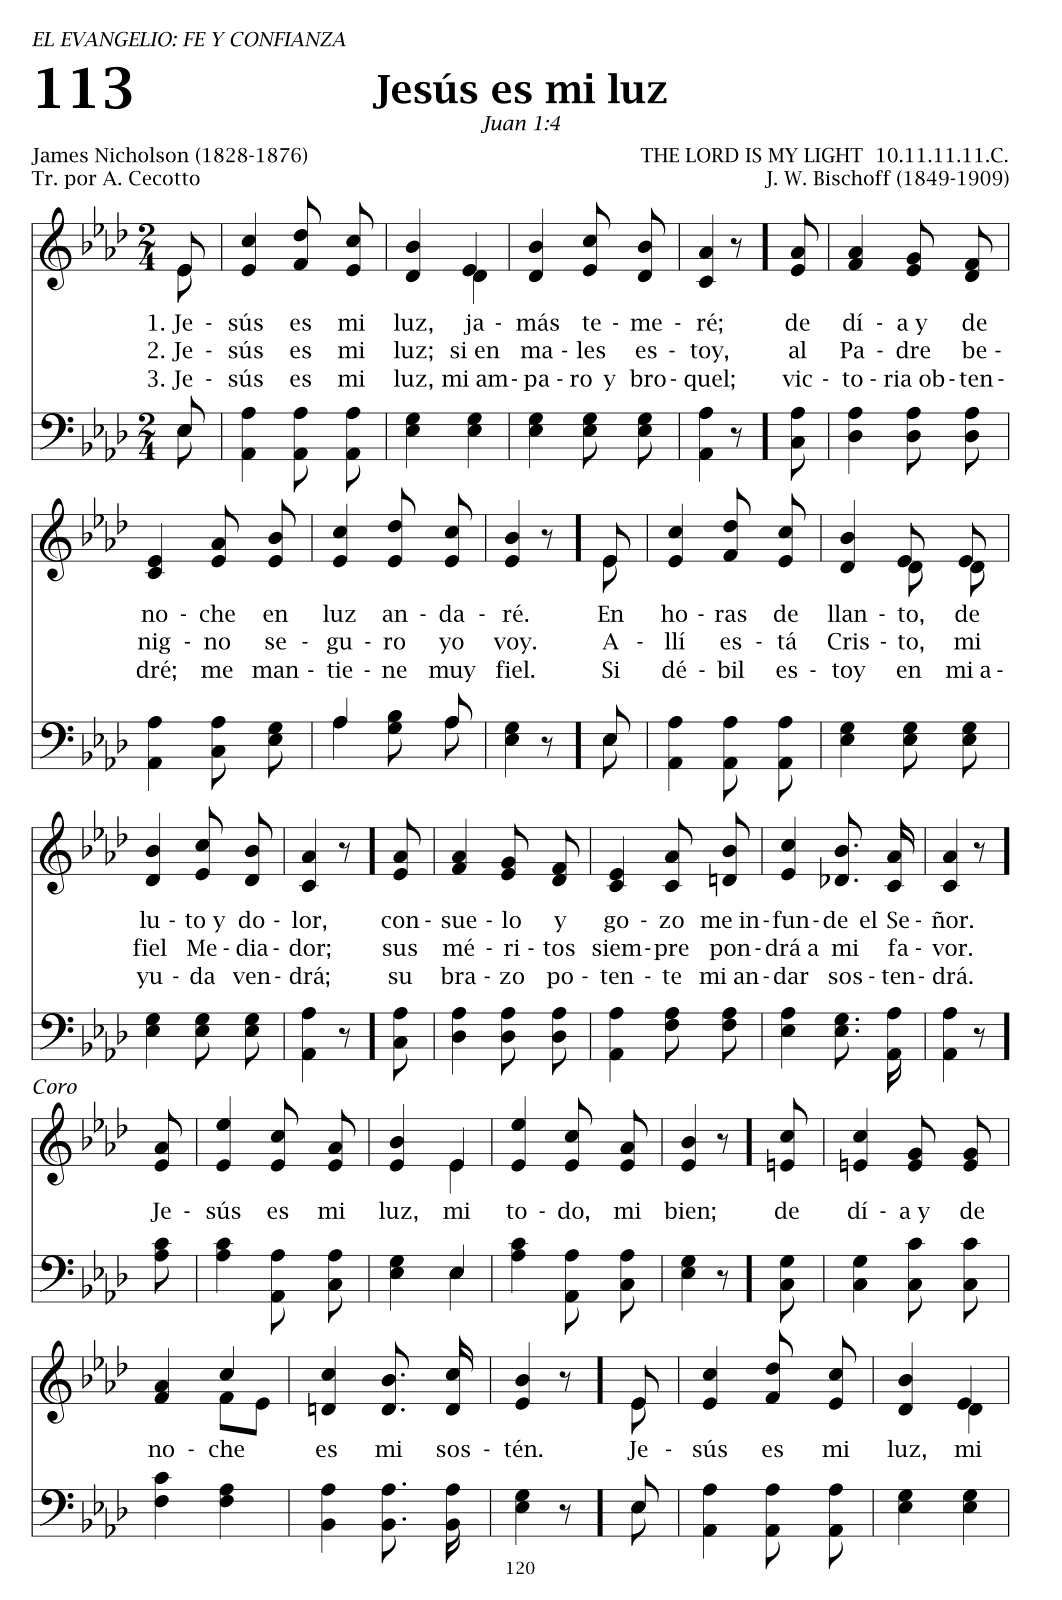 EL EVANGELIO: FE Y CONFIANZA
113 Jesús es mi luz
Juan 1:4
James Nicholson (1828-1876) THE LORD IS MY LIGHT 10.11.11.11.C.
Tr. por A. Cecotto J. W. Bischoff (1849-1909)
1. Je - sús es mi luz, ja - más te - me - ré; de dí - a y de
2. Je - sús es mi luz; si en ma - les es - toy, al Pa - dre be -
3. Je - sús es mi luz, mi am - pa - ro y bro - quel; vic - to - ria ob - ten -
no - che en luz an - da - ré. En ho - ras de llan - to, de
nig - no se - gu - ro yo voy. A - llí es - tá Cris - to, mi
dré; me man - tie - ne muy fiel. Si dé - bil es - toy en mi a -
lu - to y do - lor, con - sue - lo y go - zo me in - fun - de el Se - ñor.
fiel Me - dia - dor; sus mé - ri - tos siem - pre pon - drá a mi fa - vor.
yu - da ven - drá; su bra - zo po - ten - te mi an - dar sos - ten - drá.
Coro
Je - sús es mi luz, mi to - do, mi bien; de dí - a y de
no - che es mi sos - tén. Je - sús es mi luz, mi
120